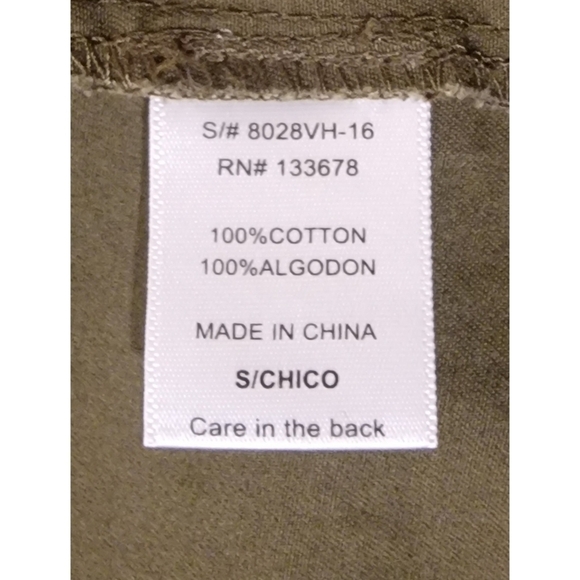 S/# 8028VH-16
RN# 133678
100%COTTON
100%ALGODON
MADE IN CHINA
S/CHICO
Care in the back